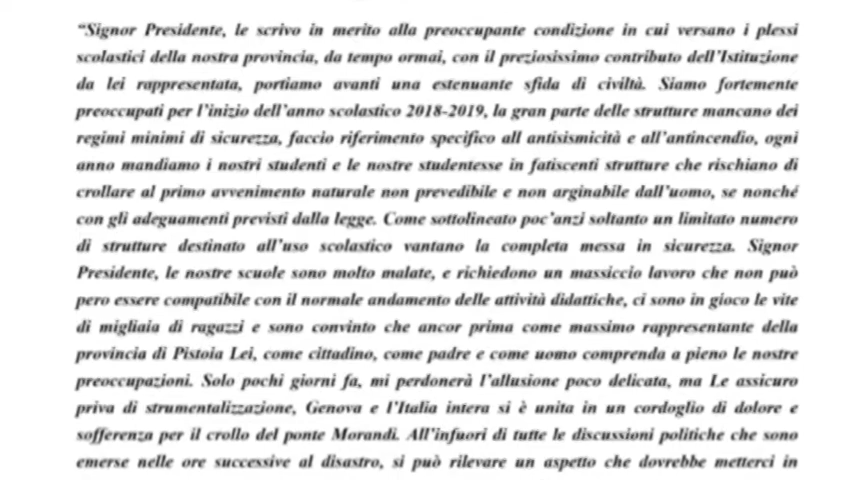 “Signor Presidente, le scrivo in merito alla preoccupante condizione in cui versano i plessi
scolastici della nostra provincia, da tempo ormai, con il preziosissimo contributo dell’Istituzione
da lei rappresentata, portiamo avanti una estenuante sfida di civiltà. Siamo fortemente
preoccupati per l’inizio dell’anno scolastico 2018-2019, la gran parte delle strutture mancano dei
regimi minimi di sicurezza, faccio riferimento specifico all antisismicità e all’antincendio, ogni
anno mandiamo i nostri studenti e le nostre studentesse in fatiscenti strutture che rischiano di
crollare al primo avvenimento naturale non prevedibile e non arginabile dall’uomo, se nonché
con gli adeguamenti previsti dalla legge. Come sottolineato poc’anzi soltanto un limitato numero
di strutture destinato all’uso scolastico vantano la completa messa in sicurezza. Signor
Presidente, le nostre scuole sono molto malate, e richiedono un massiccio lavoro che non può
pero essere compatibile con il normale andamento delle attività didattiche, ci sono in gioco le vite
di migliaia di ragazzi e sono convinto che ancor prima come massimo rappresentante della
provincia di Pistoia Lei, come cittadino, come padre e come uomo comprenda a pieno le nostre
preoccupazioni. Solo pochi giorni fa, mi perdonerà l’allusione poco delicata, ma Le assicuro
priva di strumentalizzazione, Genova e l’Italia intera si è unita in un cordoglio di dolore e
sofferenza per il crollo del ponte Morandi. All’infuori di tutte le discussioni politiche che sono
emerse nelle ore successive al disastro, si può rilevare un aspetto che dovrebbe metterci in